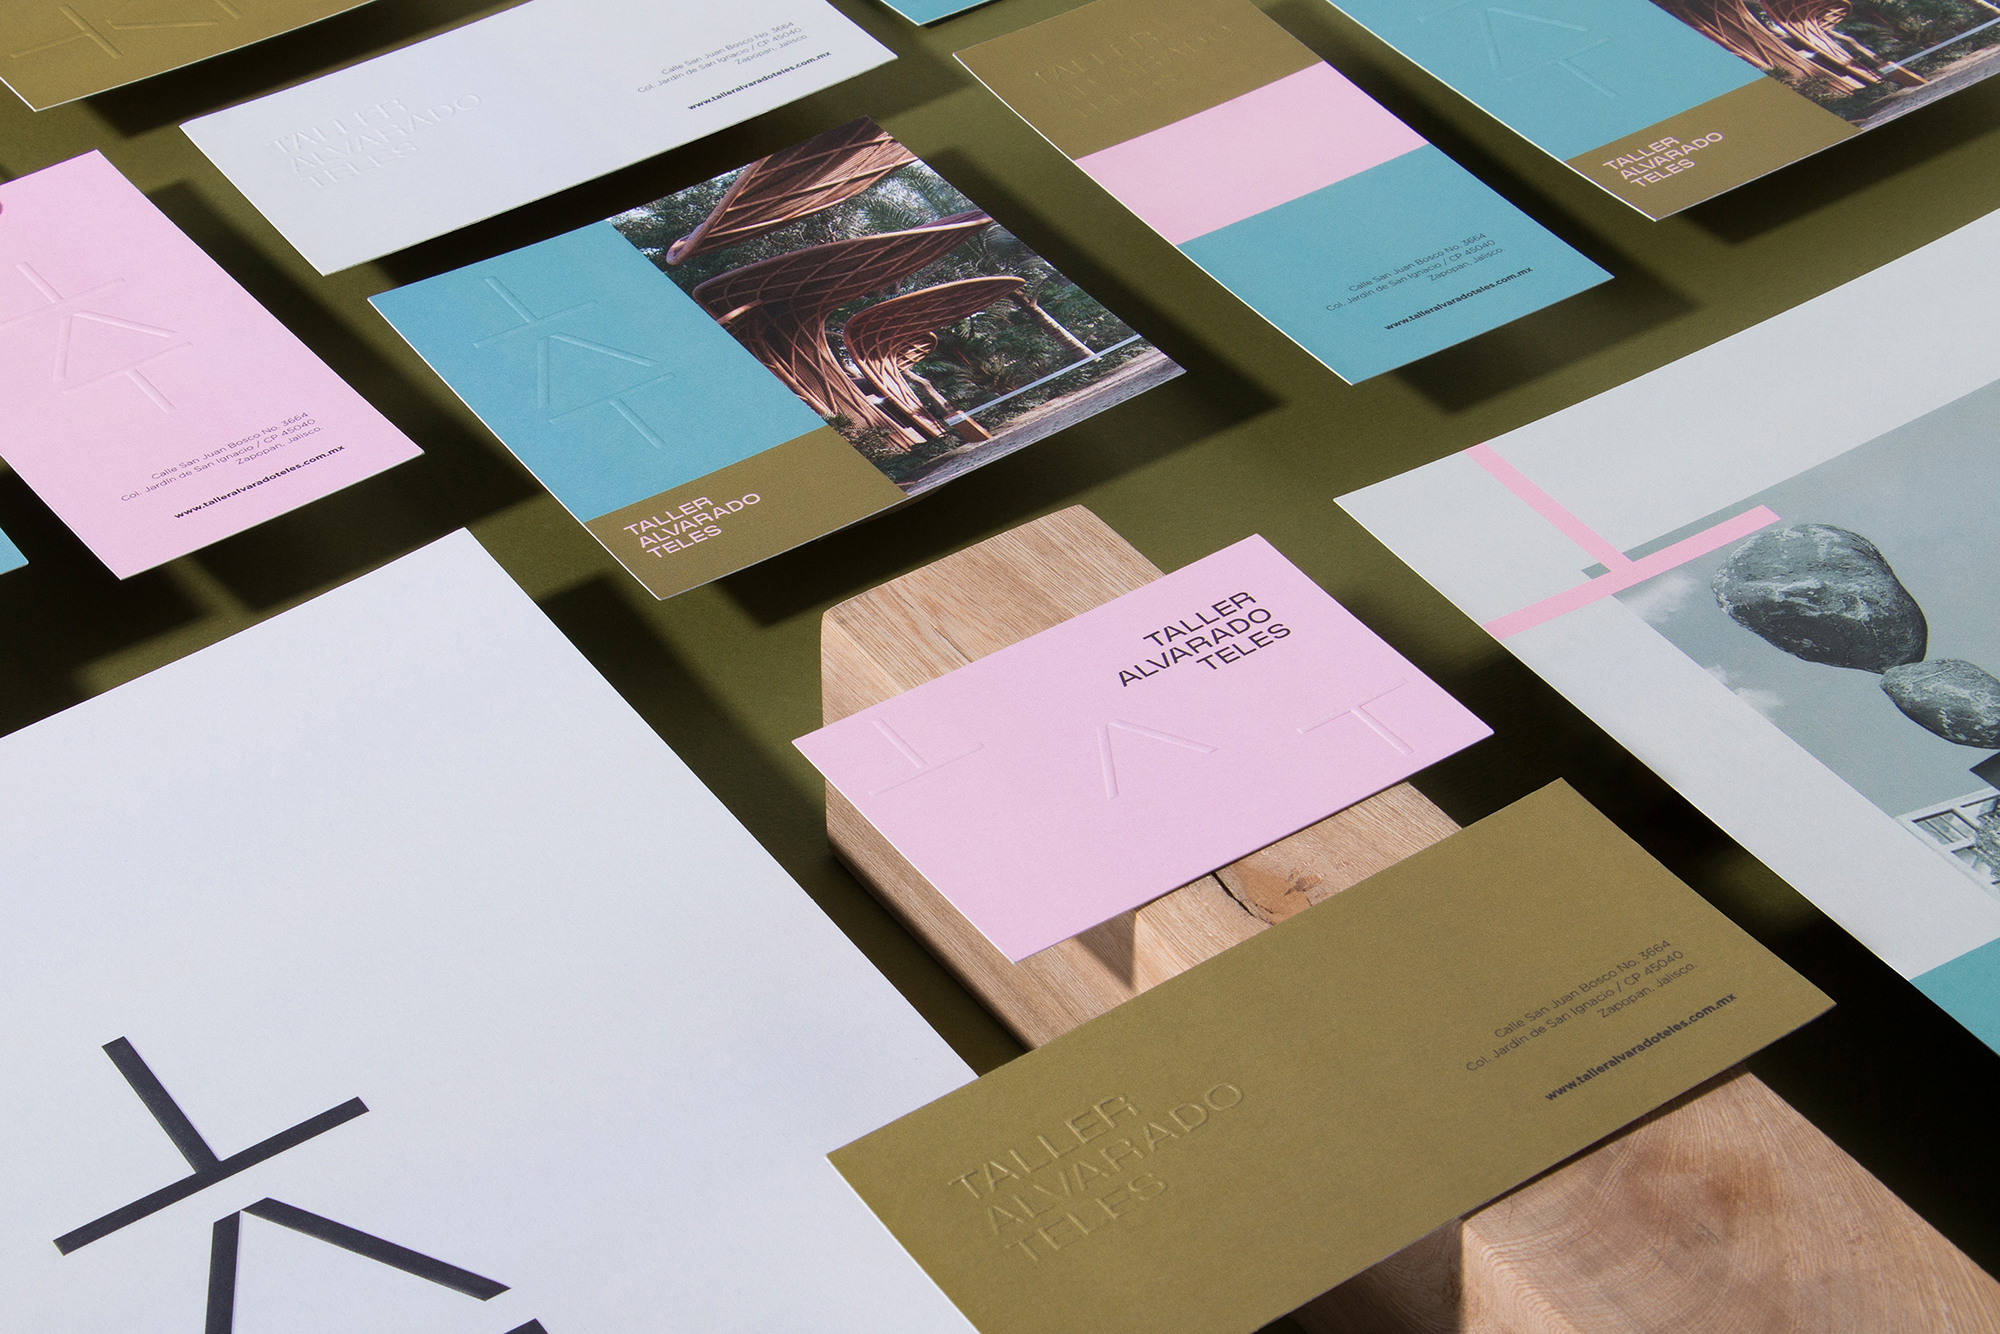 TALLER
ALVARADO
TELES
Calle San Juan Bosco No. 3664
Col. Jardín de San Ignacio / CP 45040
Zapopan, Jalisco.
www.talleralvaradoteles.com.mx
TALLER
Calle San Juan Bosco No. 3664
Col. Jardín de San Ignacio / CP 45040
Zapopan, Jalisco.
www.talleralvaradoteles.com.mx
TALLER
ALVARADO
TELES
Calle San Juan Bosco No. 3664
Col. Jardín de San Ignacio / CP 45040
Zapopan, Jalisco.
www.talleralvaradoteles.com.mx
TALLER
ALVARADO
TELES
TALLER
ALVARADO
TELES
TALLER
ALVARADO
TELES
Calle San Juan Bosco No. 3664
Col. Jardín de San Ignacio / CP 45040
Zapopan, Jalisco.
www.talleralvaradoteles.com.mx